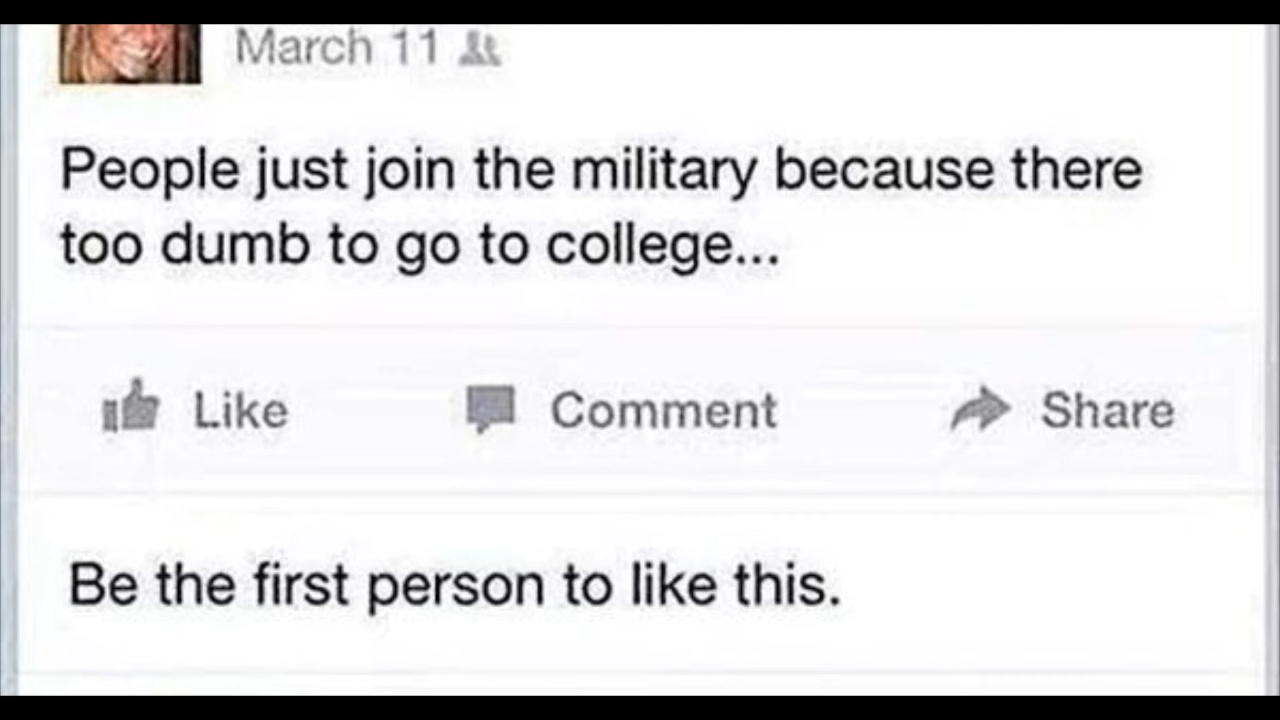 March 11
People just join the military because there
too dumb to go to college...
Like Comment Share
Be the first person to like this.